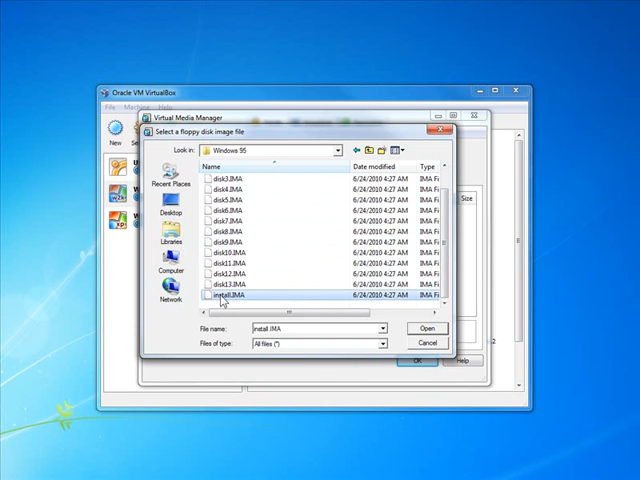 Oracle VM VirtualBox
File Machine Help
Virtual Media Manager
Select a floppy disk image file
Look in: Windows 95
New
Name Date modified Type Size
Recent Places
Desktop
Libraries
Computer
Network
disk3.IMA 6/24/2010 4:27 AM IMA Fi
disk4.IMA 6/24/2010 4:27 AM IMA Fi
disk5.IMA 6/24/2010 4:27 AM IMA Fi
disk6.IMA 6/24/2010 4:27 AM IMA Fi
disk7.IMA 6/24/2010 4:27 AM IMA Fi
disk8.IMA 6/24/2010 4:27 AM IMA Fi
disk9.IMA 6/24/2010 4:27 AM IMA Fi
disk10.IMA 6/24/2010 4:27 AM IMA Fi
disk11.IMA 6/24/2010 4:27 AM IMA Fi
disk12.IMA 6/24/2010 4:27 AM IMA Fi
disk13.IMA 6/24/2010 4:27 AM IMA Fi
install.IMA 6/24/2010 4:27 AM IMA Fi
File name: install.IMA Open
Files of type: All files (*) Cancel
OK Help